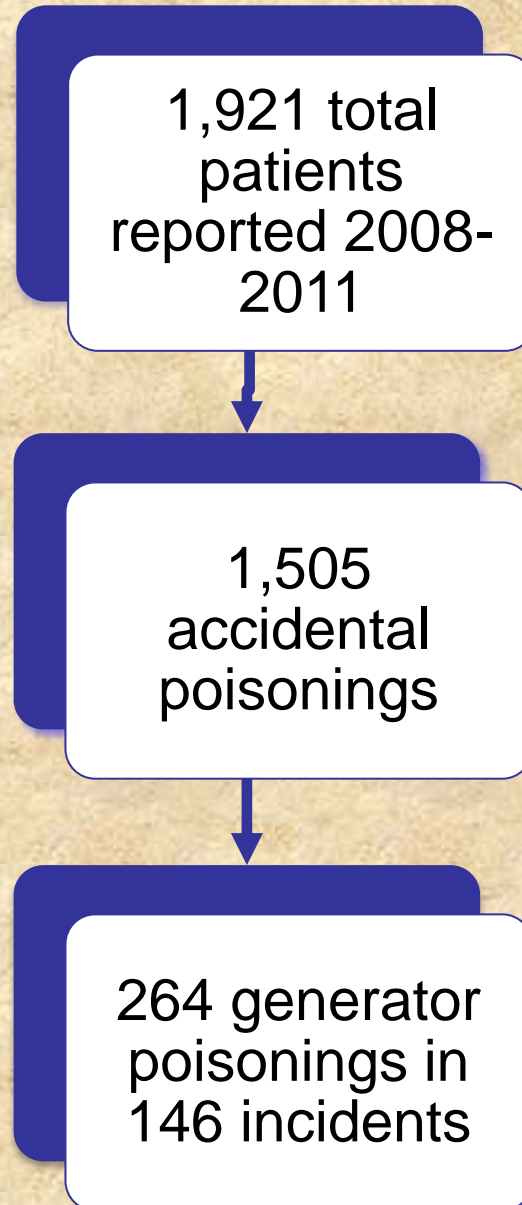 1,921 total
patients
reported 2008-
2011
1,505
accidental
poisonings
264 generator
poisonings in
146 incidents